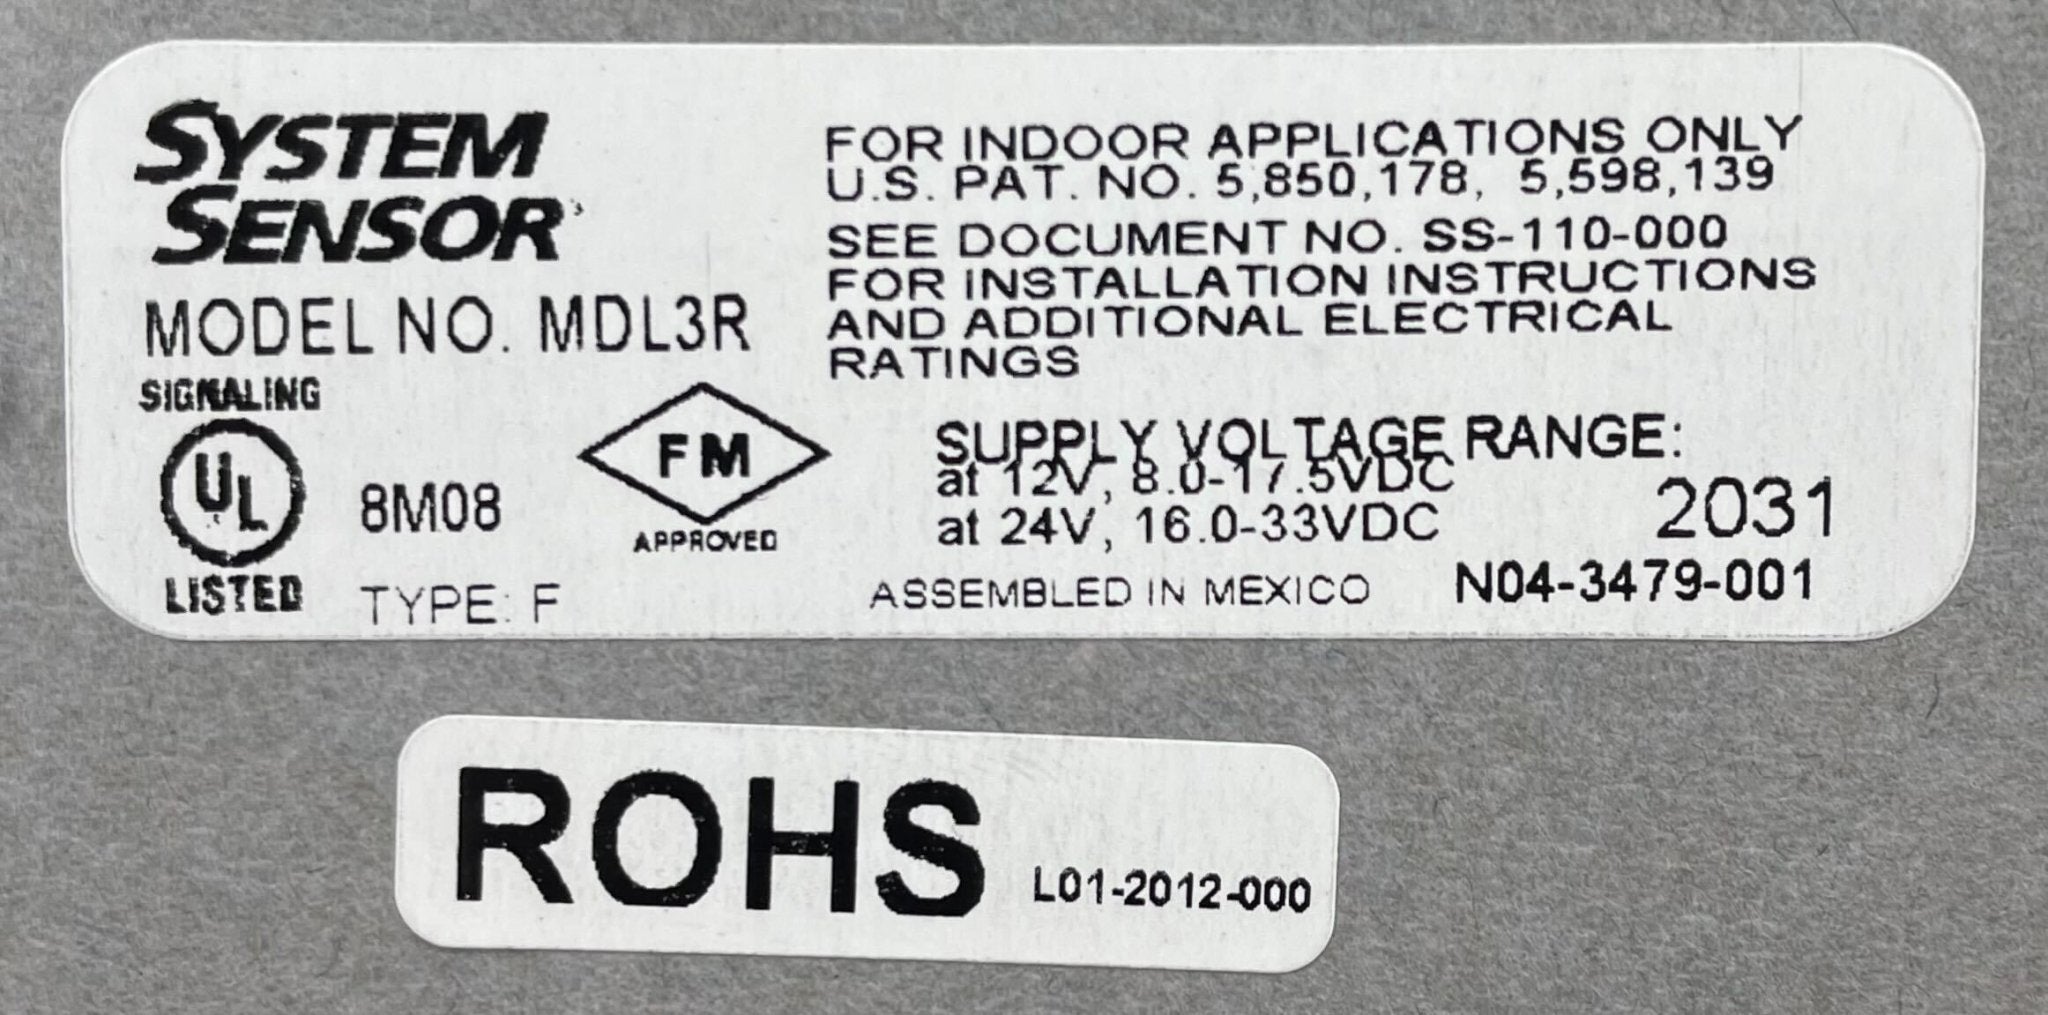 SYSTEM
SENSOR
MODEL NO. MDL3R
SIGNALING
UL
LISTED
8M08
TYPE: F
FM
APPROVED
FOR INDOOR APPLICATIONS ONLY
U.S. PAT. NO. 5,850,178, 5,598,139
SEE DOCUMENT NO. SS-110-000
FOR INSTALLATION INSTRUCTIONS
AND ADDITIONAL ELECTRICAL
RATINGS
SUPPLY VOLTAGE RANGE:
at 12V, 8.0-17.5VDC
at 24V, 16.0-33VDC
2031
ASSEMBLED IN MEXICO N04-3479-001
ROHS L01-2012-000